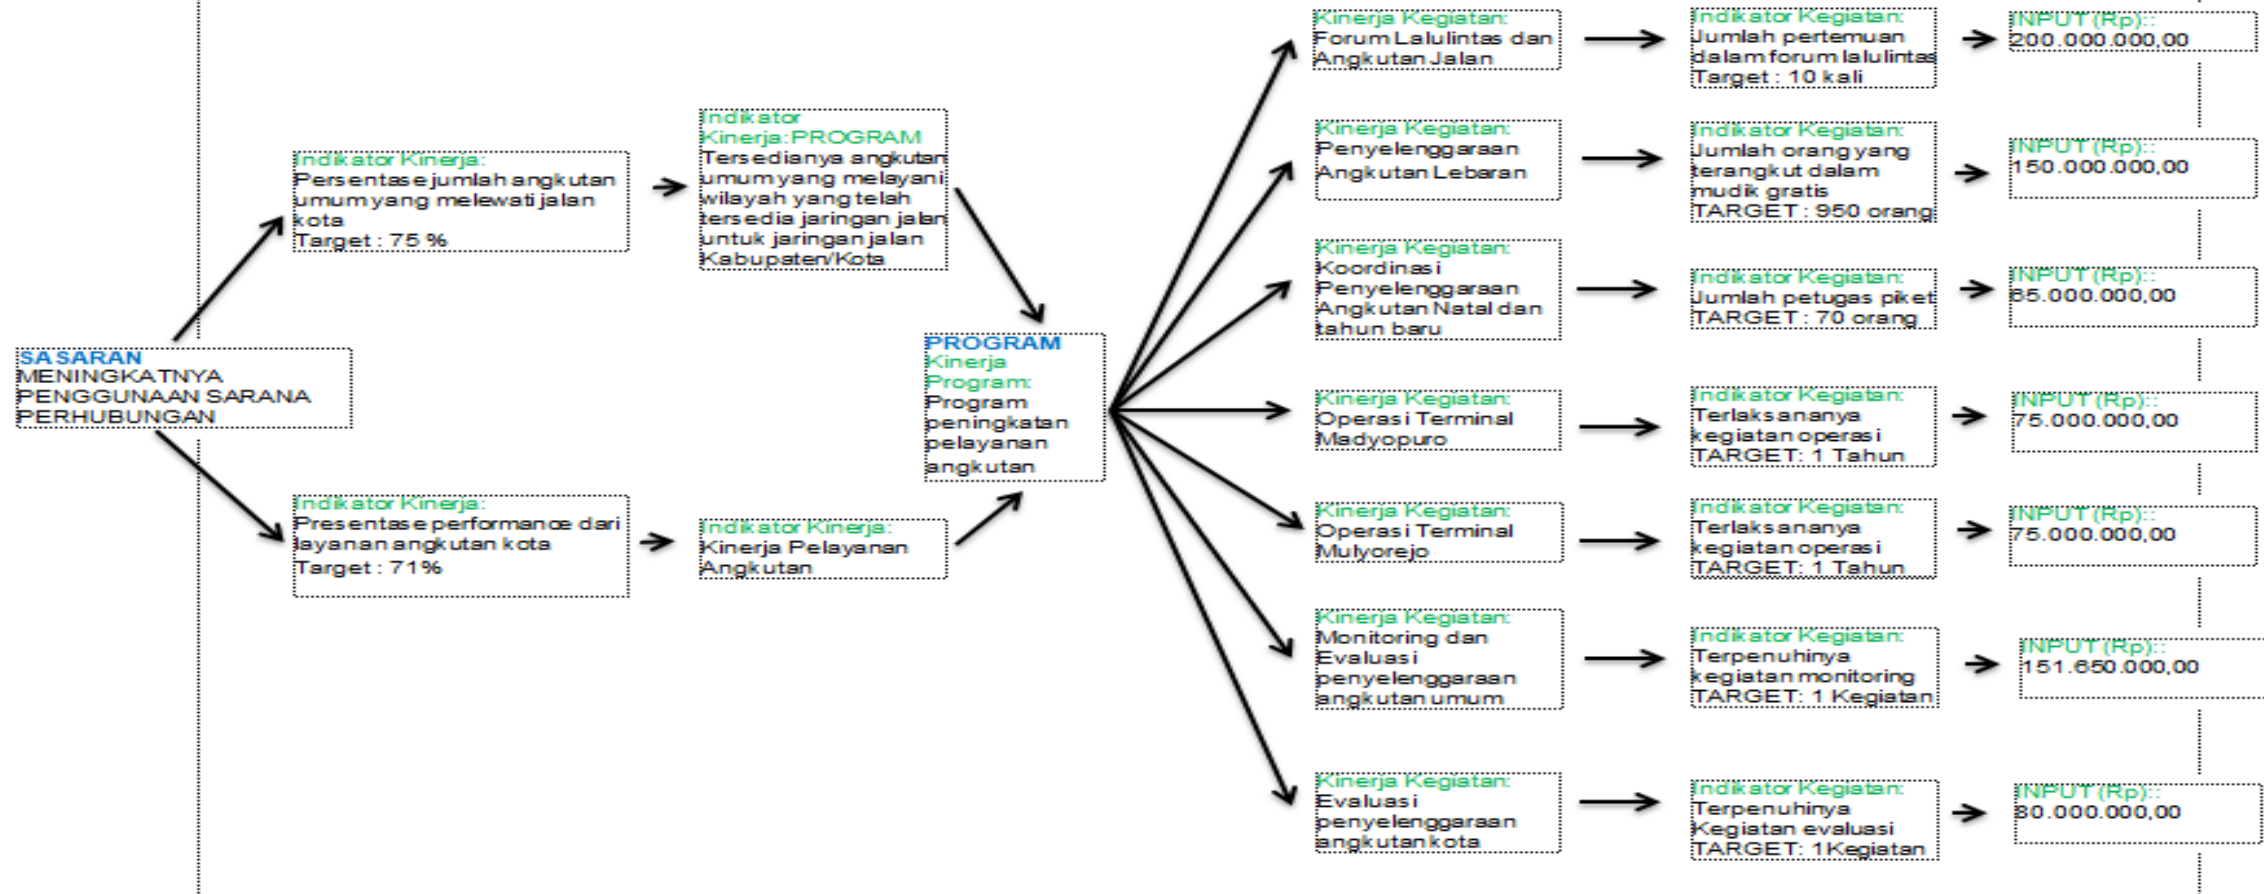 SASARAN
MENINGKATNYA
PENGGUNAAN SARANA
PERHUBUNGAN
Indikator Kinerja:
Persentase jumlah angkutan
umum yang melewati jalan
kota
Target : 75 %
Indikator Kinerja:
Presentase performance dari
layanan angkutan kota
Target : 71%
Indikator
Kinerja: PROGRAM
Tersedianya angkutan
umum yang melayani
wilayah yang telah
tersedia jaringan jalan
untuk jaringan jalan
Kabupaten/Kota
Indikator Kinerja:
Kinerja Pelayanan
Angkutan
PROGRAM
Kinerja
Program:
Program
peningkatan
pelayanan
angkutan
Kinerja Kegiatan:
Forum Lalulintas dan
Angkutan Jalan
Indikator Kegiatan:
Jumlah pertemuan
dalam forum lalulintas
Target : 10 kali
INPUT (Rp)::
200.000.000,00
Kinerja Kegiatan:
Penyelenggaraan
Angkutan Lebaran
Indikator Kegiatan:
Jumlah orang yang
terangkut dalam
mudik gratis
TARGET : 950 orang
INPUT (Rp)::
150.000.000,00
Kinerja Kegiatan:
Koordinasi
Penyelenggaraan
Angkutan Natal dan
tahun baru
Indikator Kegiatan:
Jumlah petugas piket
TARGET : 70 orang
INPUT (Rp)::
Kinerja Kegiatan:
Operasi Terminal
Madyopuro
Indikator Kegiatan:
Terlaksananya
kegiatan operasi
TARGET: 1 Tahun
INPUT (Rp)::
75.000.000,00
Kinerja Kegiatan:
Operasi Terminal
Mulyorejo
Indikator Kegiatan:
Terlaksananya
kegiatan operasi
TARGET: 1 Tahun
INPUT (Rp)::
75.000.000,00
Kinerja Kegiatan:
Monitoring dan
Evaluasi
penyelenggaraan
angkutan umum
Indikator Kegiatan:
Terpenuhinya
kegiatan monitoring
TARGET: 1 Kegiatan
INPUT (Rp)::
151.650.000,00
Kinerja Kegiatan:
Evaluasi
penyelenggaraan
angkutan kota
Indikator Kegiatan:
Terpenuhinya
Kegiatan evaluasi
TARGET: 1Kegiatan
INPUT (Rp)::
80.000.000,00